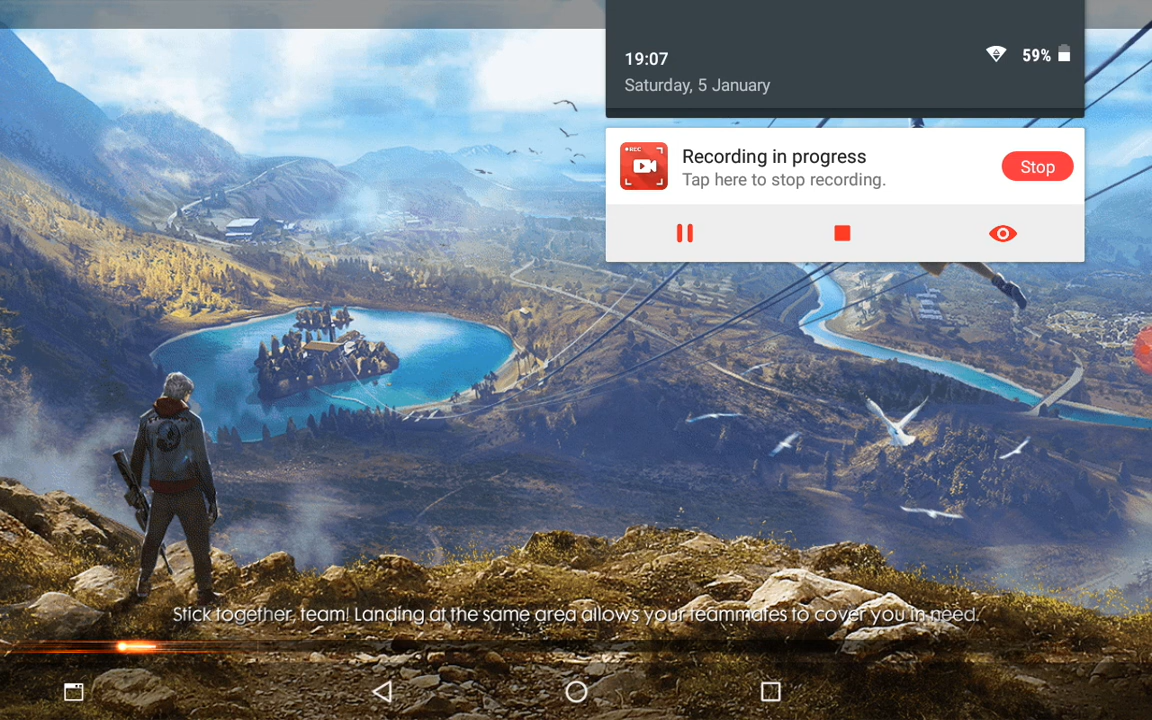 19:07
59%
Saturday, 5 January
REC
Recording in progress
Tap here to stop recording.
Stop
Stick together, team! Landing at the same area allows your teammates to cover you in need.